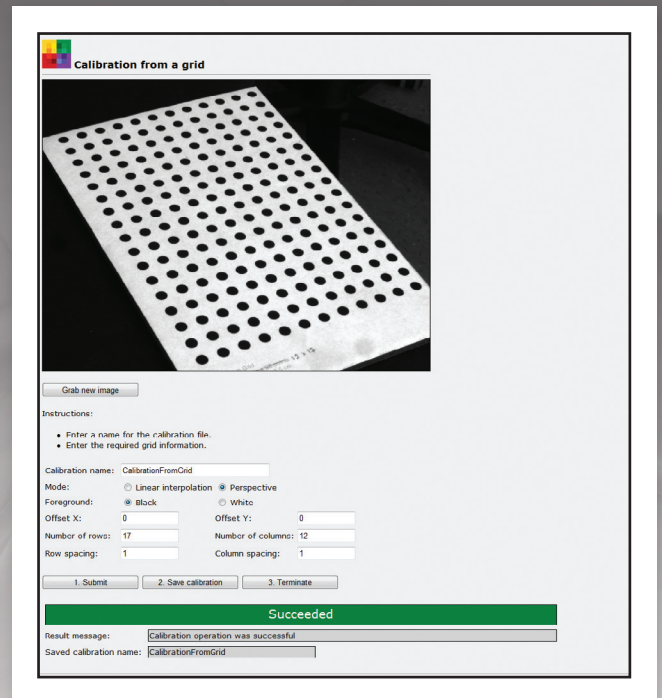 Calibration from a grid
12 x 18
Grab new image
Instructions:
• Enter a name for the calibration file.
• Enter the required grid information.
Calibration name: CalibrationFromGrid
Mode: Linear interpolation Perspective
Foreground: Black White
Offset X: 0 Offset Y: 0
Number of rows: 17 Number of columns: 12
Row spacing: 1 Column spacing: 1
1. Submit 2. Save calibration 3. Terminate
Succeeded
Result message: Calibration operation was successful
Saved calibration name: CalibrationFromGrid